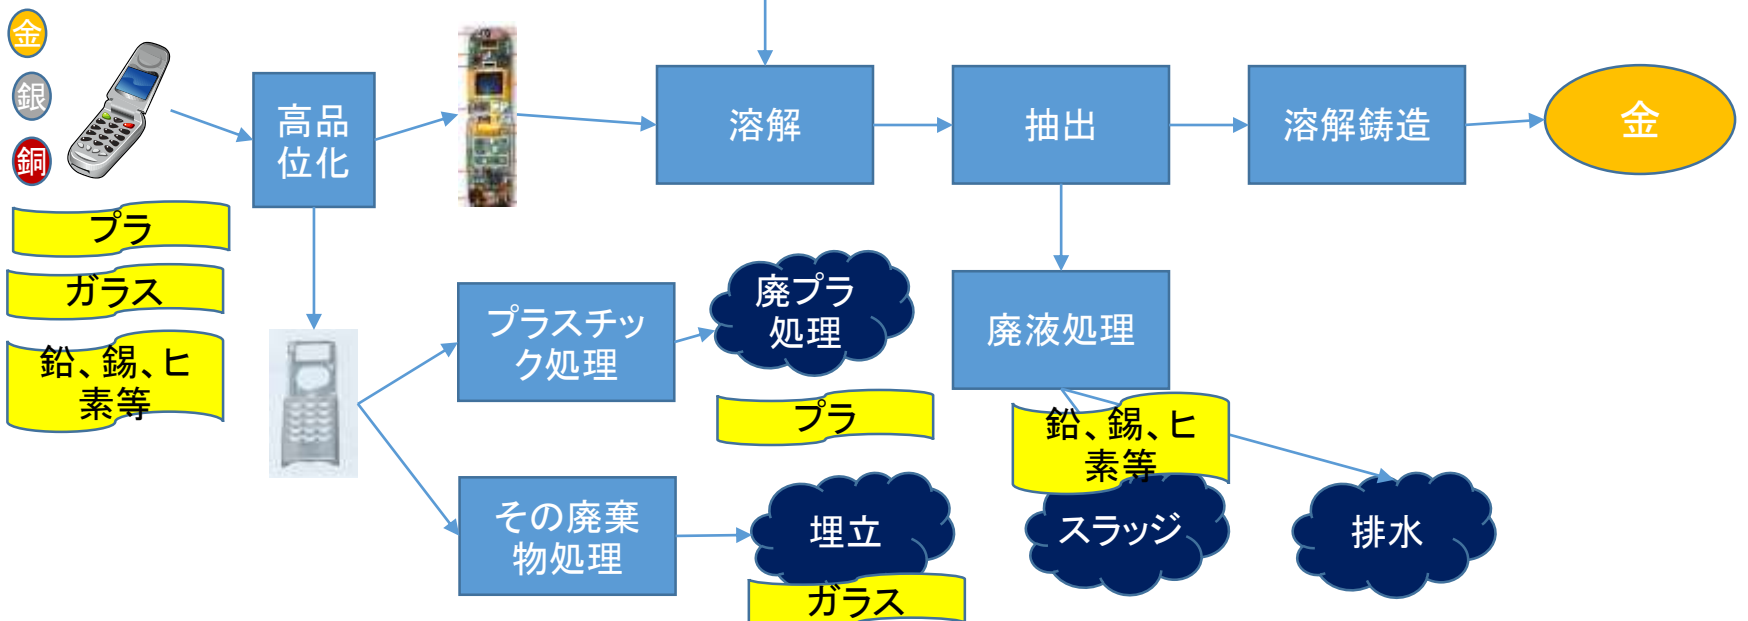 金
銀
銅
高品
位化
溶解
抽出
溶解鋳造
金
プラ
ガラス
鉛、錫、ヒ
素等
プラスチッ
ク処理
廃プラ
処理
プラ
廃液処理
鉛、錫、ヒ
素等
その廃棄
物処理
埋立
ガラス
スラッジ
排水